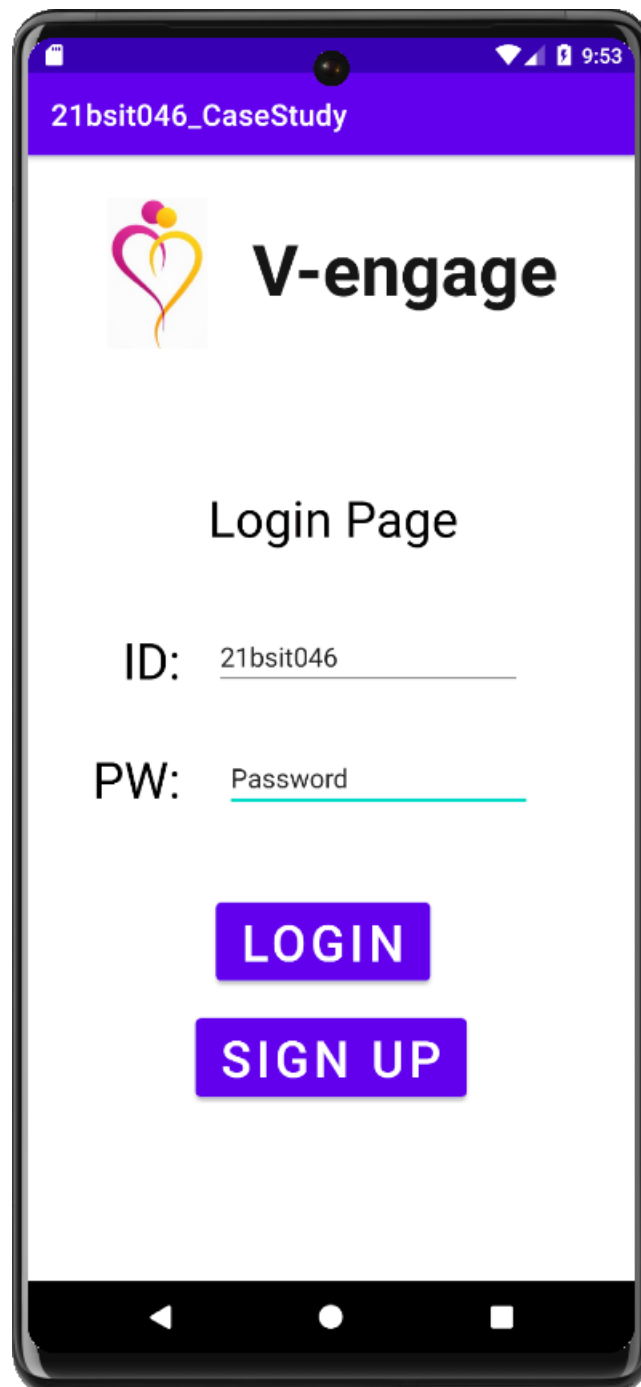 9:53
21bsit046_CaseStudy
V-engage
Login Page
ID: 21bsit046
PW: Password
LOGIN
SIGN UP